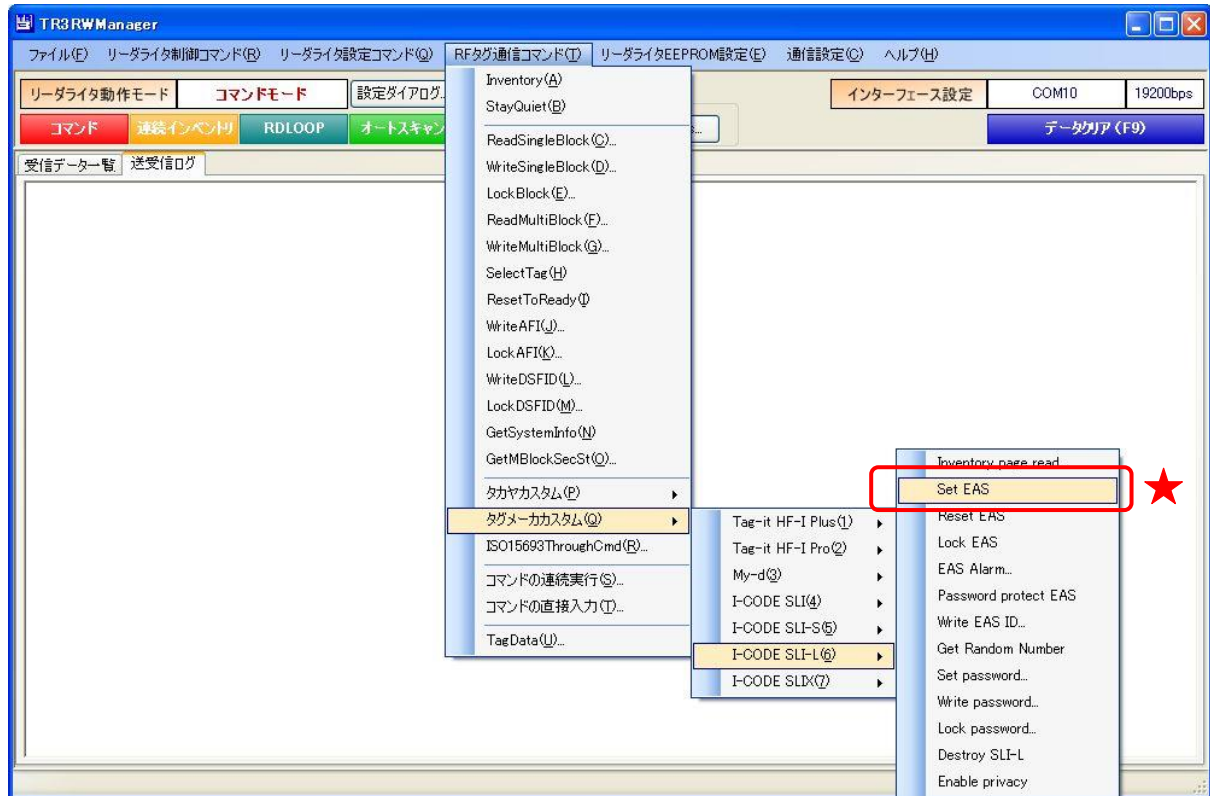 TR3RWManager
ファイル(F) リーダライタ制御コマンド(R) リーダライタ設定コマンド(Q) RFタグ通信コマンド(T) リーダライタEEPROM設定(E) 通信設定(C) ヘルプ(H)
リーダライタ動作モード コマンドモード 設定ダイアログ... インターフェース設定 COM10 19200bps
コマンド 連続インベントリ RDLOOP オートスキャン データクリア(F9)
受信データ一覧 送受信ログ
Inventory(A)
StayQuiet(B)
ReadSingleBlock(C)...
WriteSingleBlock(D)...
LockBlock(E)...
ReadMultiBlock(F)...
WriteMultiBlock(G)...
SelectTag(H)
ResetToReady(I)
WriteAFI(J)...
LockAFI(K)...
WriteDSFID(L)...
LockDSFID(M)...
GetSystemInfo(N)
GetMBlockSecSt(O)...
タカヤカスタム(P)
タグメーカカスタム(Q)
ISO15693ThroughCmd(R)...
コマンドの連続実行(S)...
コマンドの直接入力(T)...
TagData(U)...
Tag-it HF-I Plus(1)
Tag-it HF-I Pro(2)
My-d(3)
I-CODE SLI(4)
I-CODE SLI-S(5)
I-CODE SLI-L(6)
I-CODE SLIX(7)
Inventory page read...
Set EAS
Reset EAS
Lock EAS
EAS Alarm...
Password protect EAS
Write EAS ID...
Get Random Number
Set password...
Write password...
Lock password...
Destroy SLI-L
Enable privacy